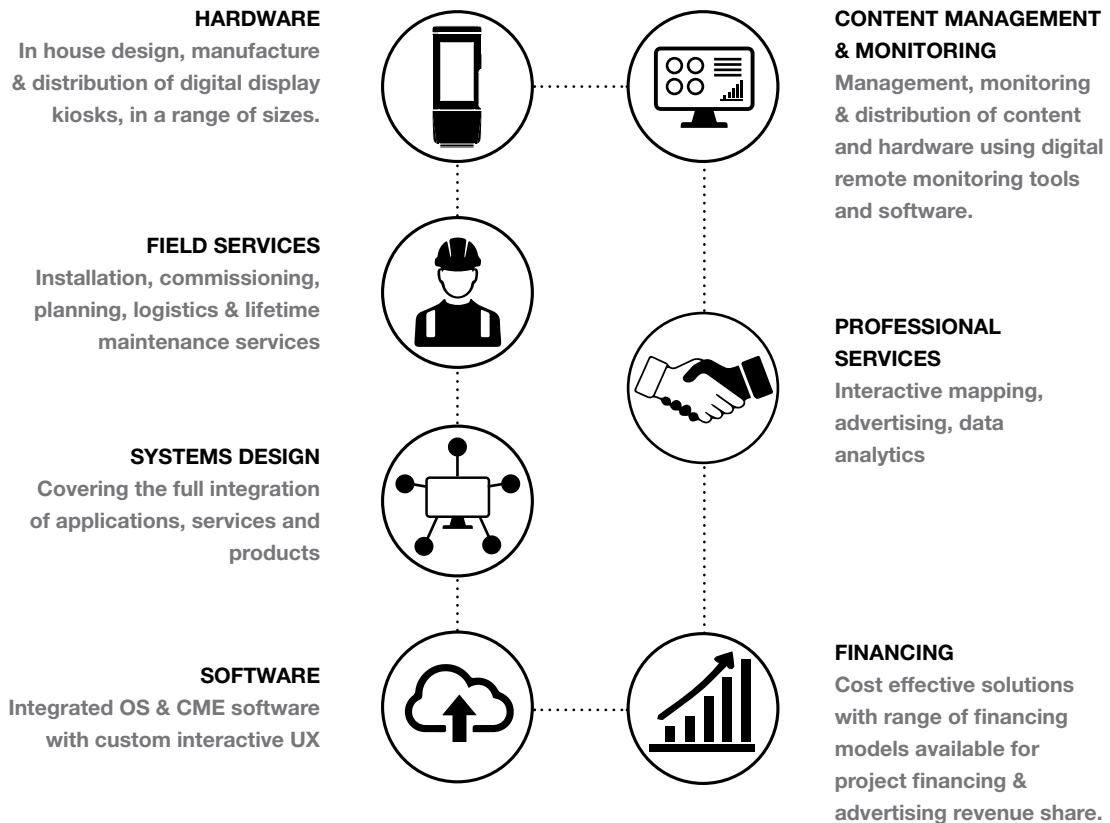 HARDWARE
In house design, manufacture
& distribution of digital display
kiosks, in a range of sizes.
FIELD SERVICES
Installation, commissioning,
planning, logistics & lifetime
maintenance services
SYSTEMS DESIGN
Covering the full integration
of applications, services and
products
SOFTWARE
Integrated OS & CME software
with custom interactive UX
CONTENT MANAGEMENT
& MONITORING
Management, monitoring
& distribution of content
and hardware using digital
remote monitoring tools
and software.
PROFESSIONAL
SERVICES
Interactive mapping,
advertising, data
analytics
FINANCING
Cost effective solutions
with range of financing
models available for
project financing &
advertising revenue share.